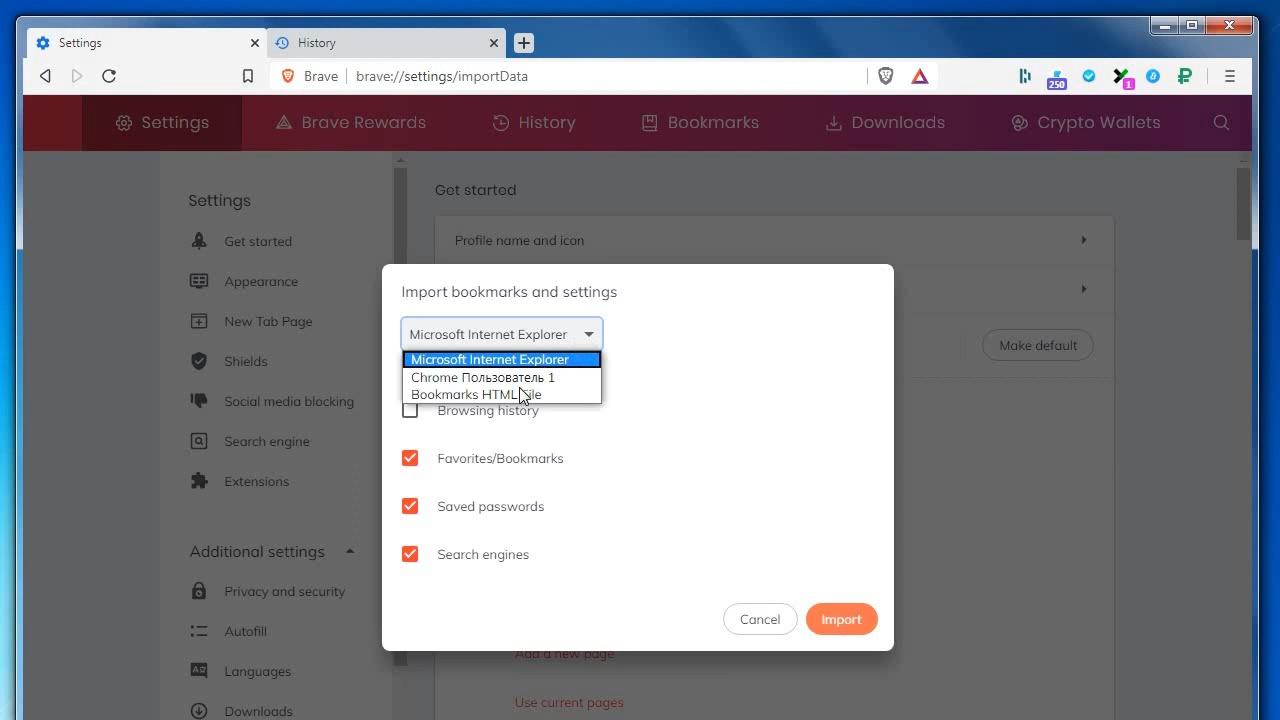 Settings
History
Brave
brave://settings/importData
250
1
Settings
Brave Rewards
History
Bookmarks
Downloads
Crypto Wallets
Settings
Get started
Appearance
New Tab Page
Shields
Social media blocking
Search engine
Extensions
Additional settings
Privacy and security
Autofill
Languages
Downloads
Get started
Profile name and icon
Make default
Import bookmarks and settings
Microsoft Internet Explorer
Microsoft Internet Explorer
Chrome Пользователь 1
Bookmarks HTML File
Browsing history
Favorites/Bookmarks
Saved passwords
Search engines
Cancel
Import
Add a new page
Use current pages